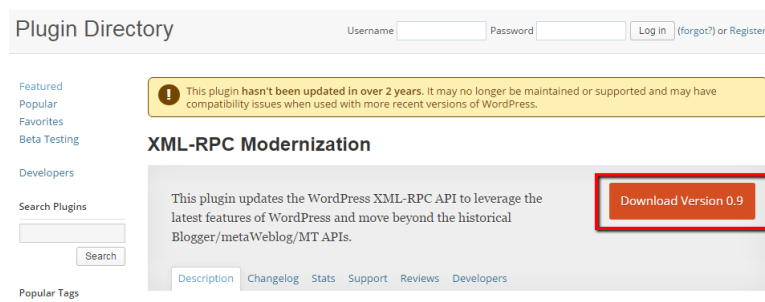 Plugin Directory
Username
Password
Log in (forgot?) or Register
Featured
Popular
Favorites
Beta Testing
Developers
Search Plugins
Search
Popular Tags
! This plugin hasn't been updated in over 2 years. It may no longer be maintained or supported and may have
compatibility issues when used with more recent versions of WordPress.
XML-RPC Modernization
This plugin updates the WordPress XML-RPC API to leverage the
latest features of WordPress and move beyond the historical
Blogger/metaWeblog/MT APIs.
Download Version 0.9
Description Changelog Stats Support Reviews Developers